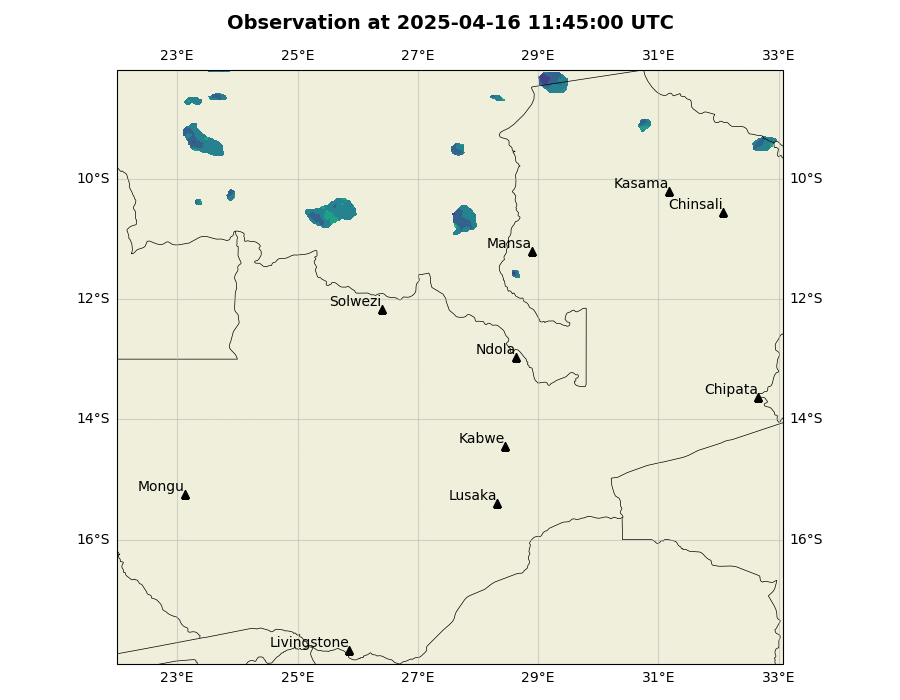 Observation at 2025-04-16 11:45:00 UTC
23°E 25°E 27°E 29°E 31°E 33°E
10°S 10°S
Kasama
Chinsali
Mansa
12°S 12°S
Solwezi
Ndola
Chipata
14°S 14°S
Kabwe
Mongu
Lusaka
16°S 16°S
Livingstone
23°E 25°E 27°E 29°E 31°E 33°E